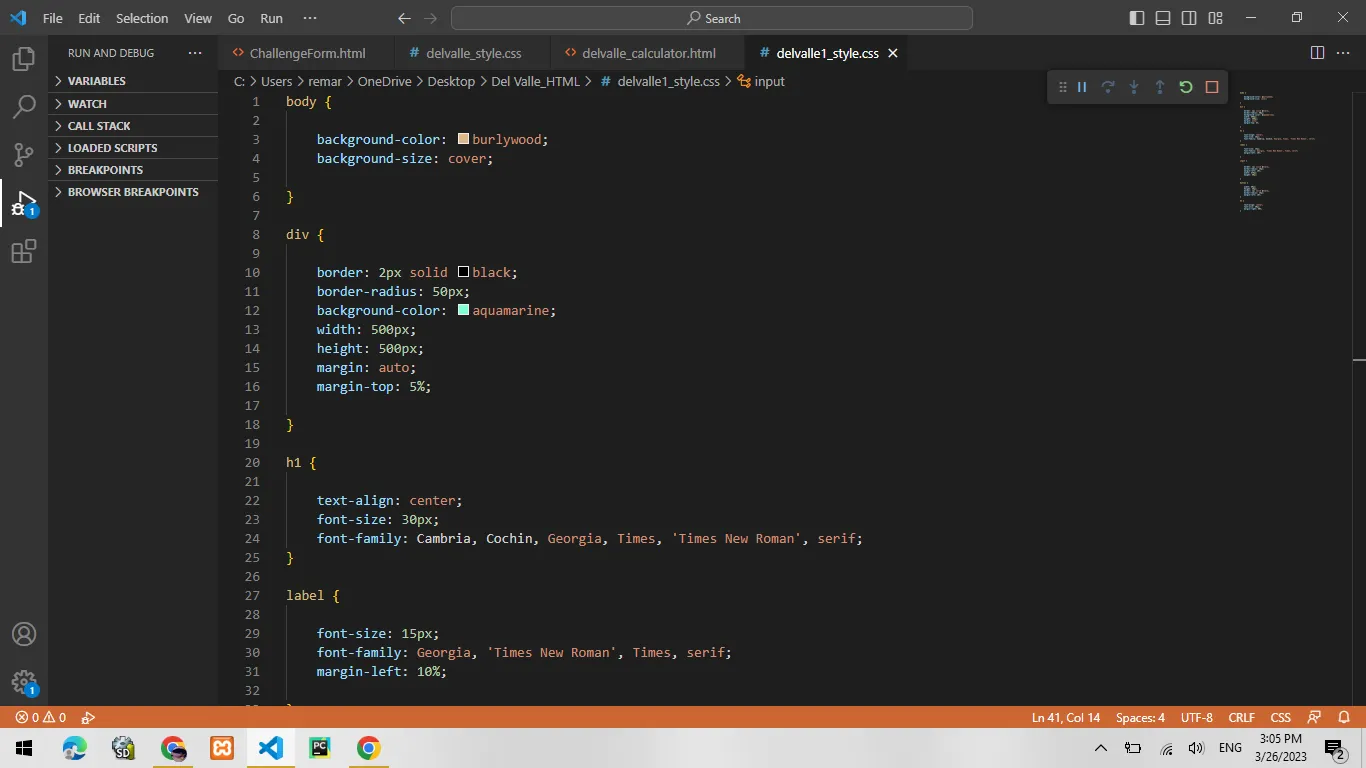 File Edit Selection View Go Run ··· Search
RUN AND DEBUG ···
VARIABLES
WATCH
CALL STACK
LOADED SCRIPTS
BREAKPOINTS
BROWSER BREAKPOINTS
1
1
ChallengeForm.html # delvalle_style.css delvalle_calculator.html # delvalle1_style.css
C: > Users > remar > OneDrive > Desktop > Del Valle_HTML > # delvalle1_style.css > input
1 body {
2
3 background-color: burlywood;
4 background-size: cover;
5
6 }
7
8 div {
9
10 border: 2px solid black;
11 border-radius: 50px;
12 background-color: aquamarine;
13 width: 500px;
14 height: 500px;
15 margin: auto;
16 margin-top: 5%;
17
18 }
19
20 h1 {
21
22 text-align: center;
23 font-size: 30px;
24 font-family: Cambria, Cochin, Georgia, Times, 'Times New Roman', serif;
25 }
26
27 label {
28
29 font-size: 15px;
30 font-family: Georgia, 'Times New Roman', Times, serif;
31 margin-left: 10%;
32
0 0 Ln 41, Col 14 Spaces: 4 UTF-8 CRLF CSS
SD PC ENG 3:05 PM
3/26/2023 2